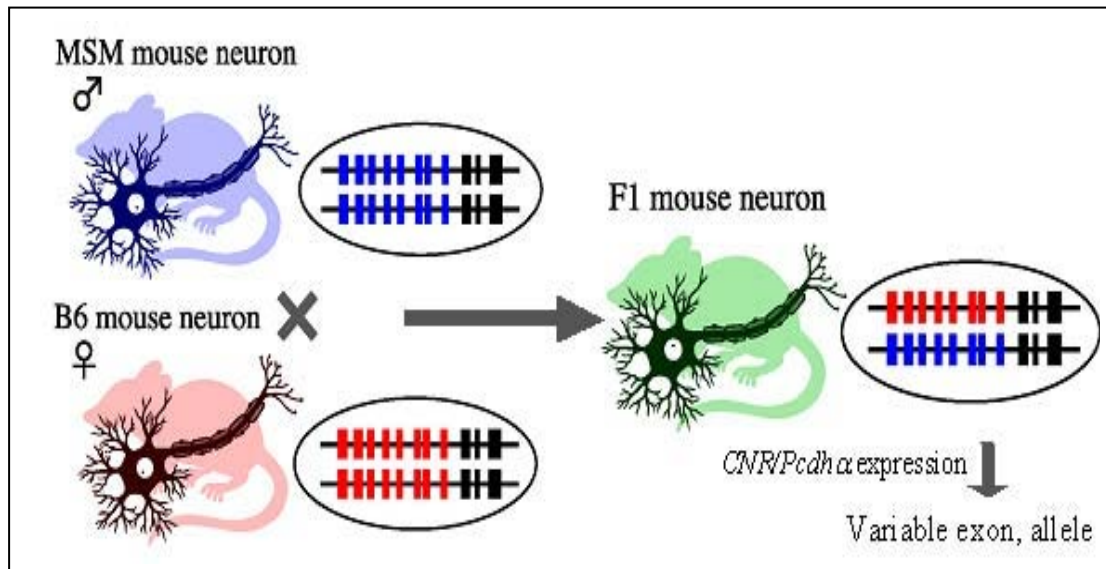 MSM mouse neuron
♂
B6 mouse neuron
♀
F1 mouse neuron
CNR/Pcdhα expression
Variable exon, allele